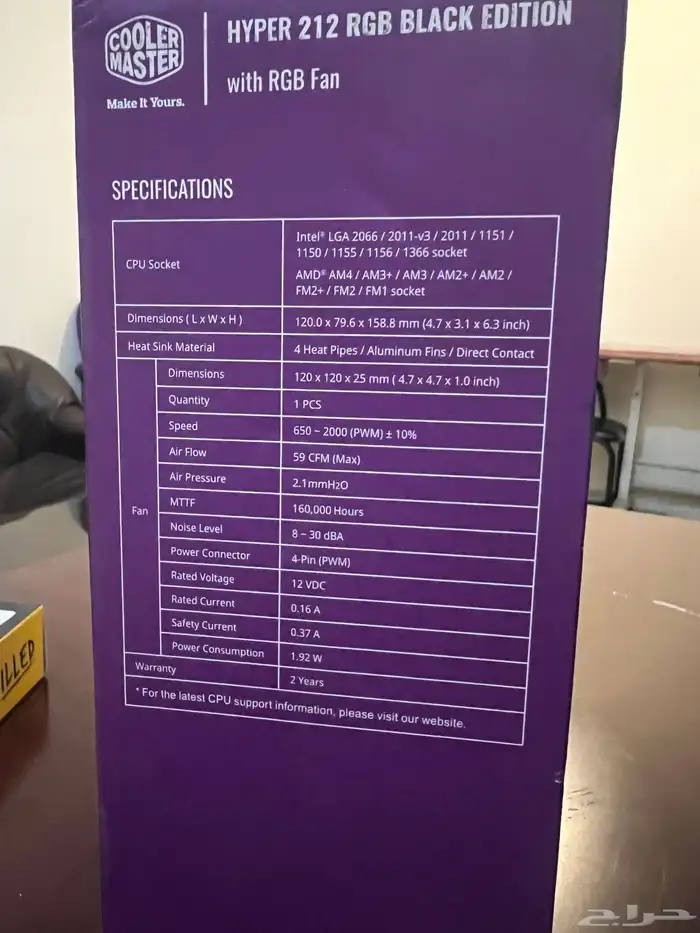 COOLER
MASTER
Make It Yours.
HYPER 212 RGB BLACK EDITION
with RGB Fan
SPECIFICATIONS
CPU Socket
Intel® LGA 2066 / 2011-v3 / 2011 / 1151 /
1150 / 1155 / 1156 / 1366 socket
AMD® AM4 / AM3+ / AM3 / AM2+ / AM2 /
FM2+ / FM2 / FM1 socket
Dimensions ( L x W x H ) 120.0 x 79.6 x 158.8 mm (4.7 x 3.1 x 6.3 inch)
Heat Sink Material 4 Heat Pipes / Aluminum Fins / Direct Contact
Fan
Dimensions 120 x 120 x 25 mm ( 4.7 x 4.7 x 1.0 inch)
Quantity 1 PCS
Speed 650 ~ 2000 (PWM) ± 10%
Air Flow 59 CFM (Max)
Air Pressure 2.1mmH2O
MTTF 160,000 Hours
Noise Level 8 ~ 30 dBA
Power Connector 4-Pin (PWM)
Rated Voltage 12 VDC
Rated Current 0.16 A
Safety Current 0.37 A
Power Consumption 1.92 W
Warranty 2 Years
* For the latest CPU support information, please visit our website.
ILLED
حراج